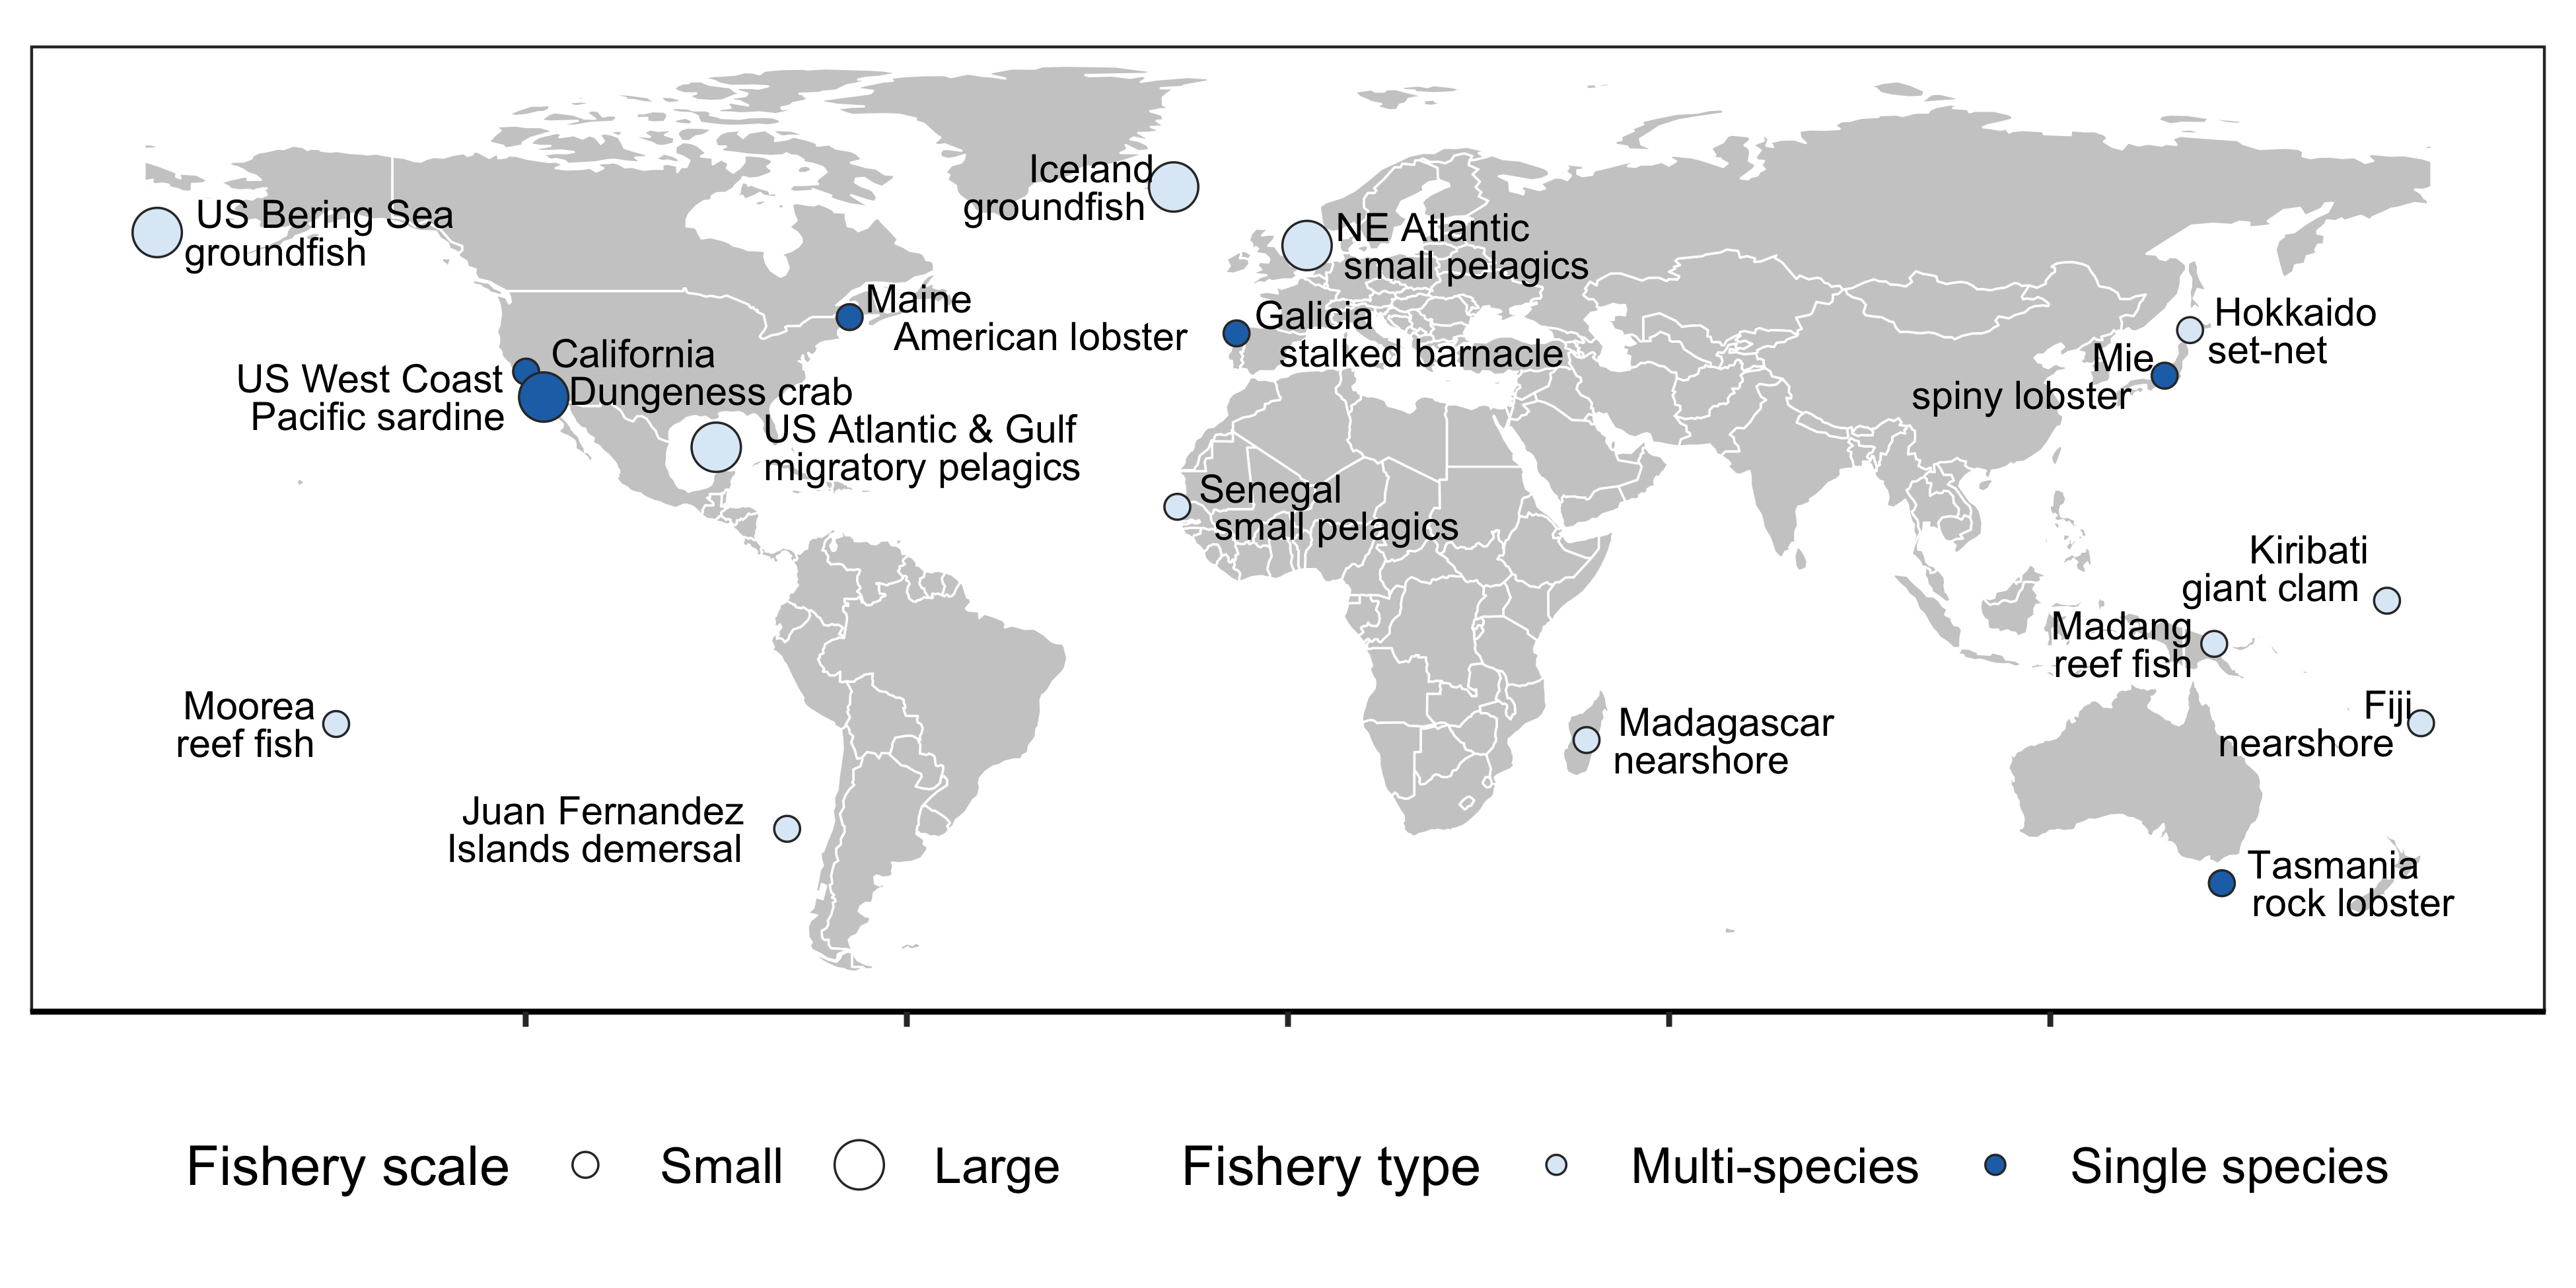 Iceland
groundfish
US Bering Sea
groundfish
NE Atlantic
small pelagics
Maine
American lobster
Galicia
stalked barnacle
Hokkaido
set-net
Mie
spiny lobster
California
Dungeness crab
US West Coast
Pacific sardine
US Atlantic & Gulf
migratory pelagics
Senegal
small pelagics
Kiribati
giant clam
Madang
reef fish
Moorea
reef fish
Madagascar
nearshore
Fiji
nearshore
Juan Fernandez
Islands demersal
Tasmania
rock lobster
Fishery scale Small Large Fishery type Multi-species Single species